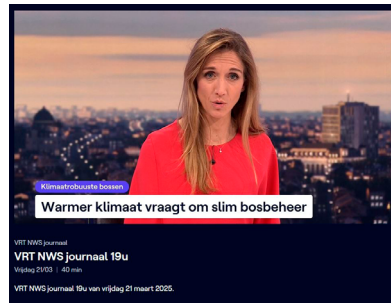 Klimaatrobuuste bossen
Warmer klimaat vraagt om slim bosbeheer
VRT NWS journaal
VRT NWS journaal 19u
Vrijdag 21/03 | 40 min
VRT NWS journaal 19u van vrijdag 21 maart 2025.